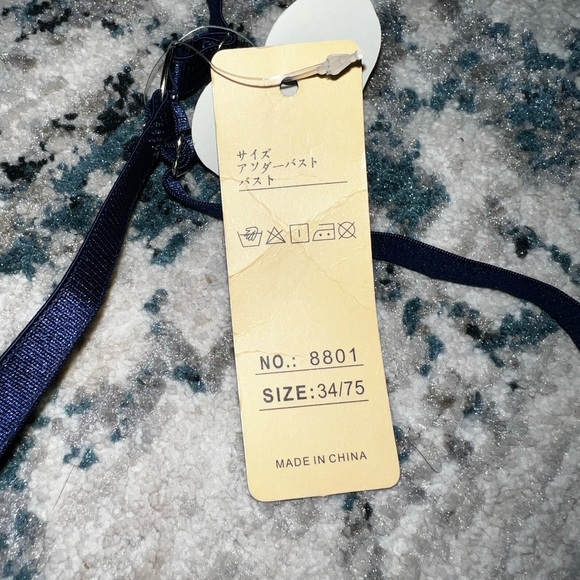 サイズ
アンダーバスト
バスト
NO.: 8801
SIZE:34/75
MADE IN CHINA